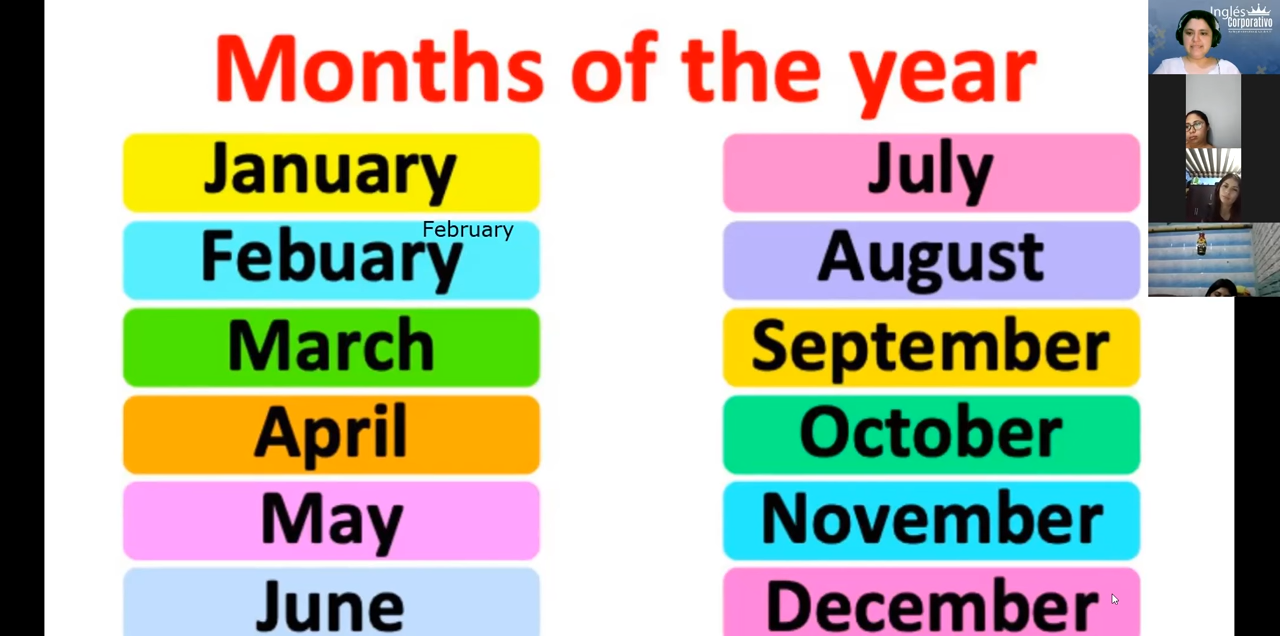 Months of the year
January
February
Febuary
March
April
May
June
July
August
September
October
November
December
Inglés
Corporativo